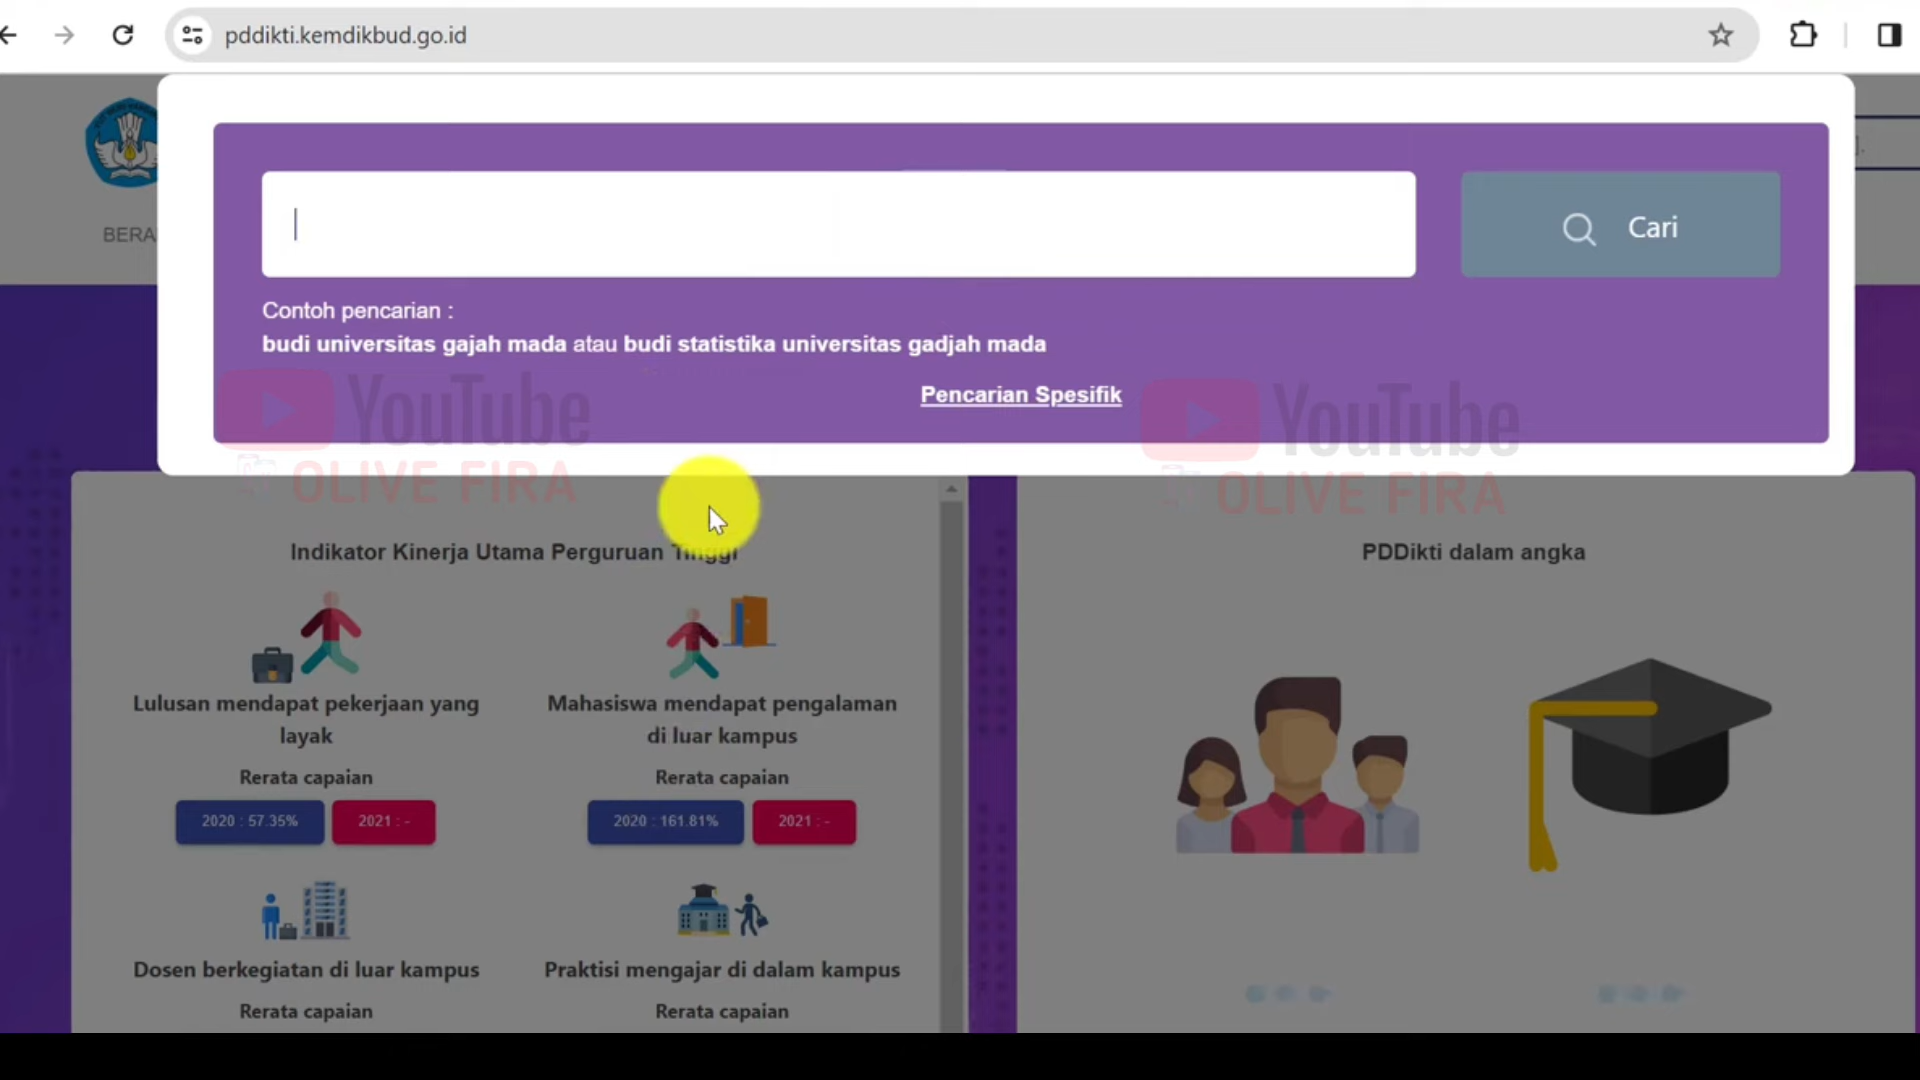 pddikti.kemdikbud.go.id
BERA
Cari
Contoh pencarian :
budi universitas gajah mada atau budi statistika universitas gadjah mada
Pencarian Spesifik
YouTube
OLIVE FIRA
YouTube
OLIVE FIRA
Indikator Kinerja Utama Perguruan Tinggi
PDDikti dalam angka
Lulusan mendapat pekerjaan yang
layak
Rerata capaian
2020 : 57.35% 2021 : -
Mahasiswa mendapat pengalaman
di luar kampus
Rerata capaian
2020 : 161.81% 2021 : -
Dosen berkegiatan di luar kampus
Rerata capaian
Praktisi mengajar di dalam kampus
Rerata capaian